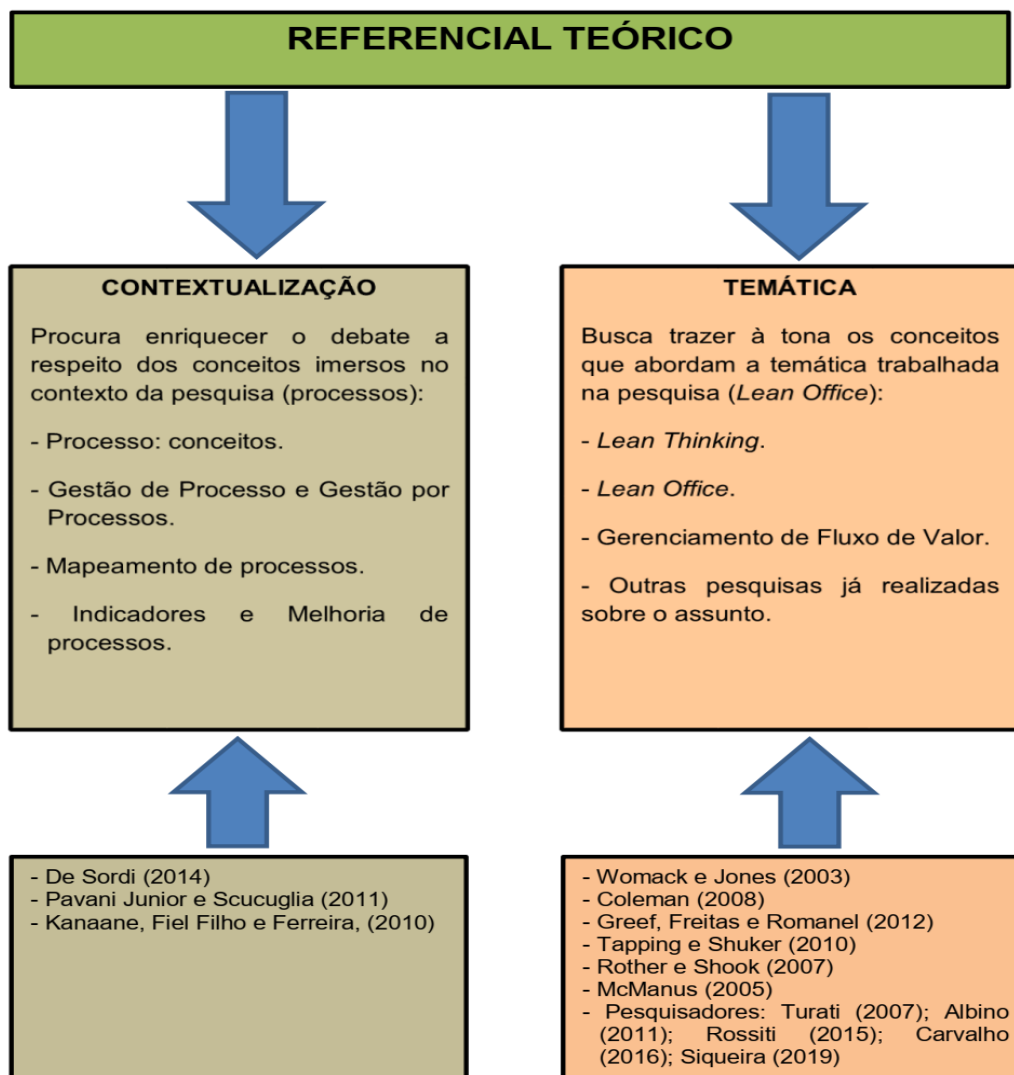 REFERENCIAL TEÓRICO
CONTEXTUALIZAÇÃO
Procura enriquecer o debate a
respeito dos conceitos imersos no
contexto da pesquisa (processos):
- Processo: conceitos.
- Gestão de Processo e Gestão por
Processos.
- Mapeamento de processos.
- Indicadores e Melhoria de
processos.
TEMÁTICA
Busca trazer à tona os conceitos
que abordam a temática trabalhada
na pesquisa (Lean Office):
- Lean Thinking.
- Lean Office.
- Gerenciamento de Fluxo de Valor.
- Outras pesquisas já realizadas
sobre o assunto.
- De Sordi (2014)
- Pavani Junior e Scucuglia (2011)
- Kanaane, Fiel Filho e Ferreira, (2010)
- Womack e Jones (2003)
- Coleman (2008)
- Greef, Freitas e Romanel (2012)
- Tapping e Shuker (2010)
- Rother e Shook (2007)
- McManus (2005)
- Pesquisadores: Turati (2007); Albino
(2011); Rossiti (2015); Carvalho
(2016); Siqueira (2019)